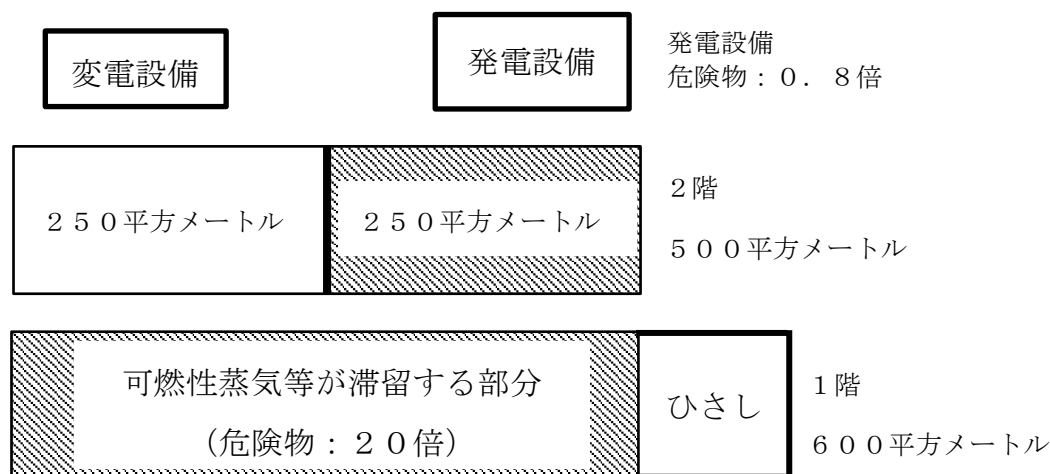 変電設備
発電設備
発電設備
危険物：０．８倍
２５０平方メートル
２５０平方メートル
２階
５００平方メートル
可燃性蒸気等が滞留する部分
（危険物：２０倍）
ひさし
１階
６００平方メートル